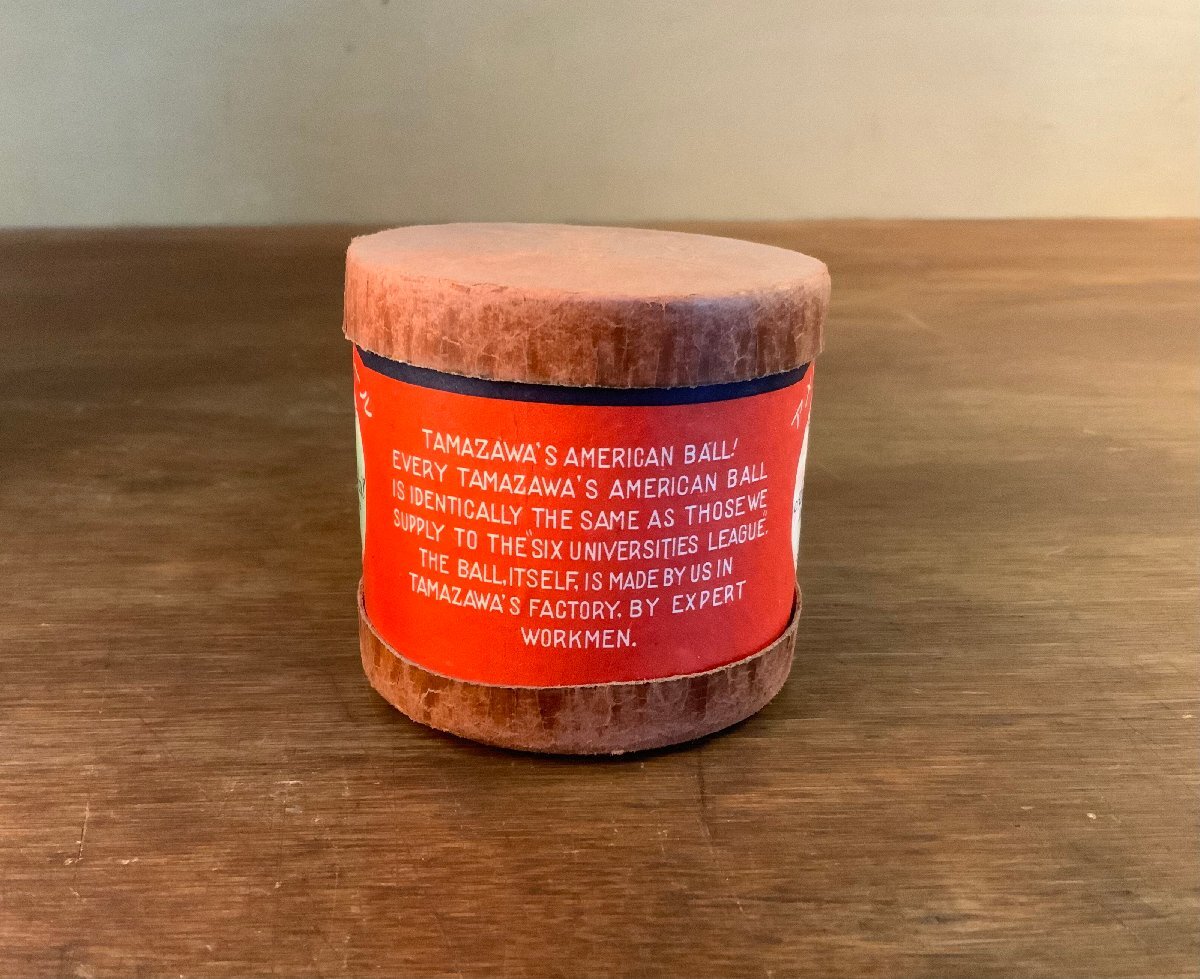 TAMAZAWA'S AMERICAN BALL!
EVERY TAMAZAWA'S AMERICAN BALL
IS IDENTICALLY THE SAME AS THOSE WE
SUPPLY TO THE "SIX UNIVERSITIES LEAGUE."
THE BALL, ITSELF, IS MADE BY US IN
TAMAZAWA'S FACTORY. BY EXPERT
WORKMEN.